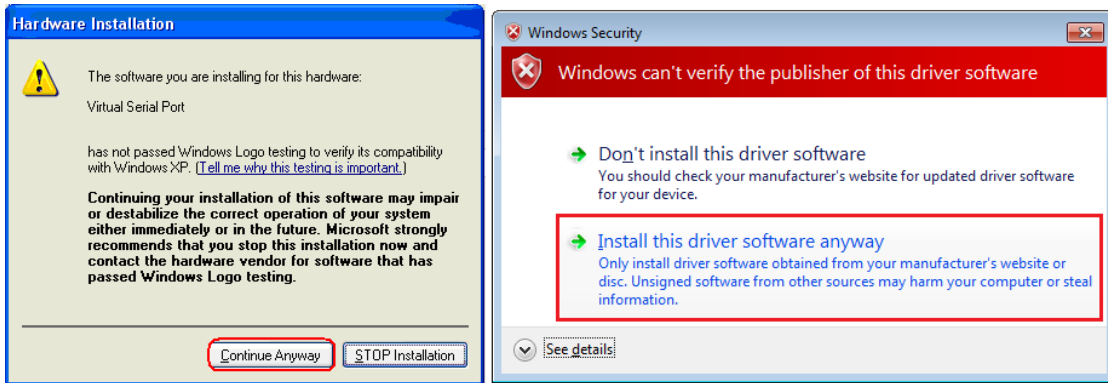 Hardware Installation
The software you are installing for this hardware:
Virtual Serial Port
has not passed Windows Logo testing to verify its compatibility
with Windows XP. (Tell me why this testing is important.)
Continuing your installation of this software may impair
or destabilize the correct operation of your system
either immediately or in the future. Microsoft strongly
recommends that you stop this installation now and
contact the hardware vendor for software that has
passed Windows Logo testing.
Continue Anyway
STOP Installation
Windows Security
Windows can't verify the publisher of this driver software
Don't install this driver software
You should check your manufacturer's website for updated driver software
for your device.
Install this driver software anyway
Only install driver software obtained from your manufacturer's website or
disc. Unsigned software from other sources may harm your computer or steal
information.
See details